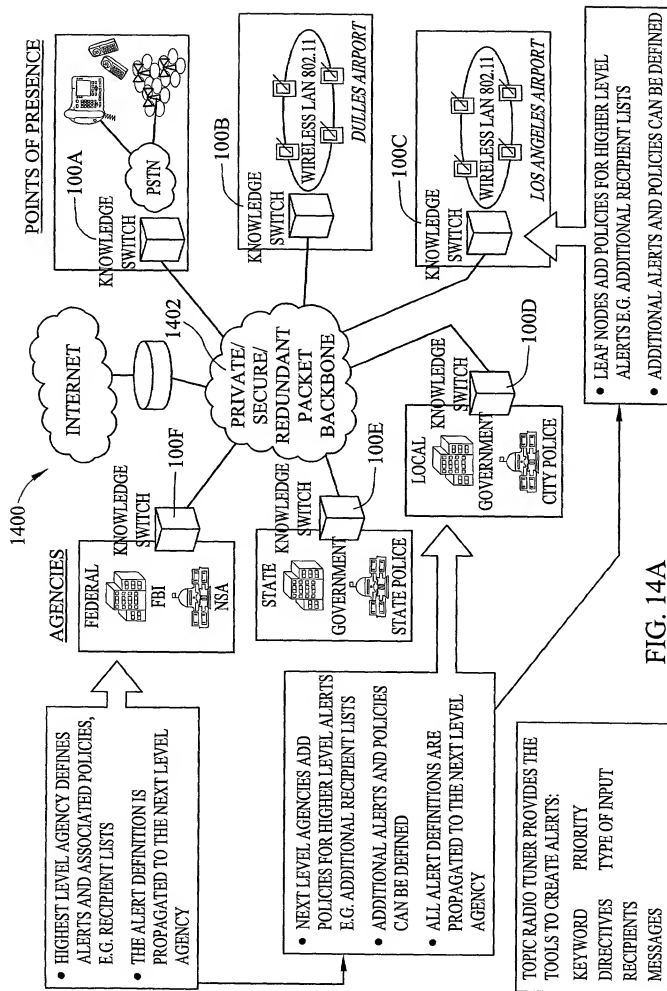 1400
INTERNET
1402
PRIVATE/
SECURE/
REDUNDANT
PACKET
BACKBONE
POINTS OF PRESENCE
100A
KNOWLEDGE
SWITCH
PSTN
100B
KNOWLEDGE
SWITCH
WIRELESS LAN 802.11
DULLES AIRPORT
100C
KNOWLEDGE
SWITCH
WIRELESS LAN 802.11
LOS ANGELES AIRPORT
AGENCIES
100F
KNOWLEDGE
SWITCH
FEDERAL
FBI
NSA
100E
KNOWLEDGE
SWITCH
STATE
GOVERNMENT
STATE POLICE
100D
KNOWLEDGE
SWITCH
LOCAL
GOVERNMENT
CITY POLICE
• HIGHEST LEVEL AGENCY DEFINES
ALERTS AND ASSOCIATED POLICIES,
E.G. RECIPIENT LISTS
• THE ALERT DEFINITION IS
PROPAGATED TO THE NEXT LEVEL
AGENCY
• NEXT LEVEL AGENCIES ADD
POLICIES FOR HIGHER LEVEL ALERTS
E.G. ADDITIONAL RECIPIENT LISTS
• ADDITIONAL ALERTS AND POLICIES
CAN BE DEFINED
• ALL ALERT DEFINITIONS ARE
PROPAGATED TO THE NEXT LEVEL
AGENCY
• LEAF NODES ADD POLICIES FOR HIGHER LEVEL
ALERTS E.G. ADDITIONAL RECIPIENT LISTS
• ADDITIONAL ALERTS AND POLICIES CAN BE DEFINED
TOPIC RADIO TUNER PROVIDES THE
TOOLS TO CREATE ALERTS:
KEYWORD PRIORITY
DIRECTIVES TYPE OF INPUT
RECIPIENTS
MESSAGES
FIG. 14A